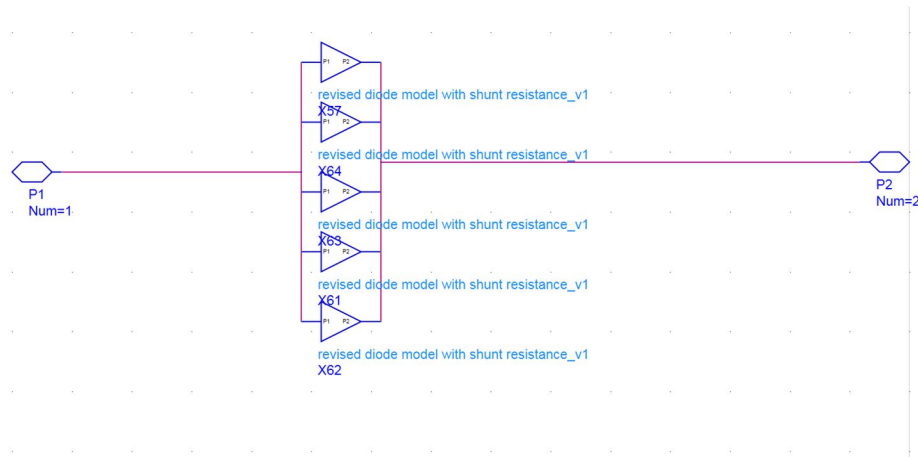 P1 P2
revised diode model with shunt resistance_v1
X57
P1 P2
revised diode model with shunt resistance_v1
X64
P1
Num=1
P1 P2
revised diode model with shunt resistance_v1
X63
P2
Num=2
P1 P2
revised diode model with shunt resistance_v1
X61
P1 P2
revised diode model with shunt resistance_v1
X62